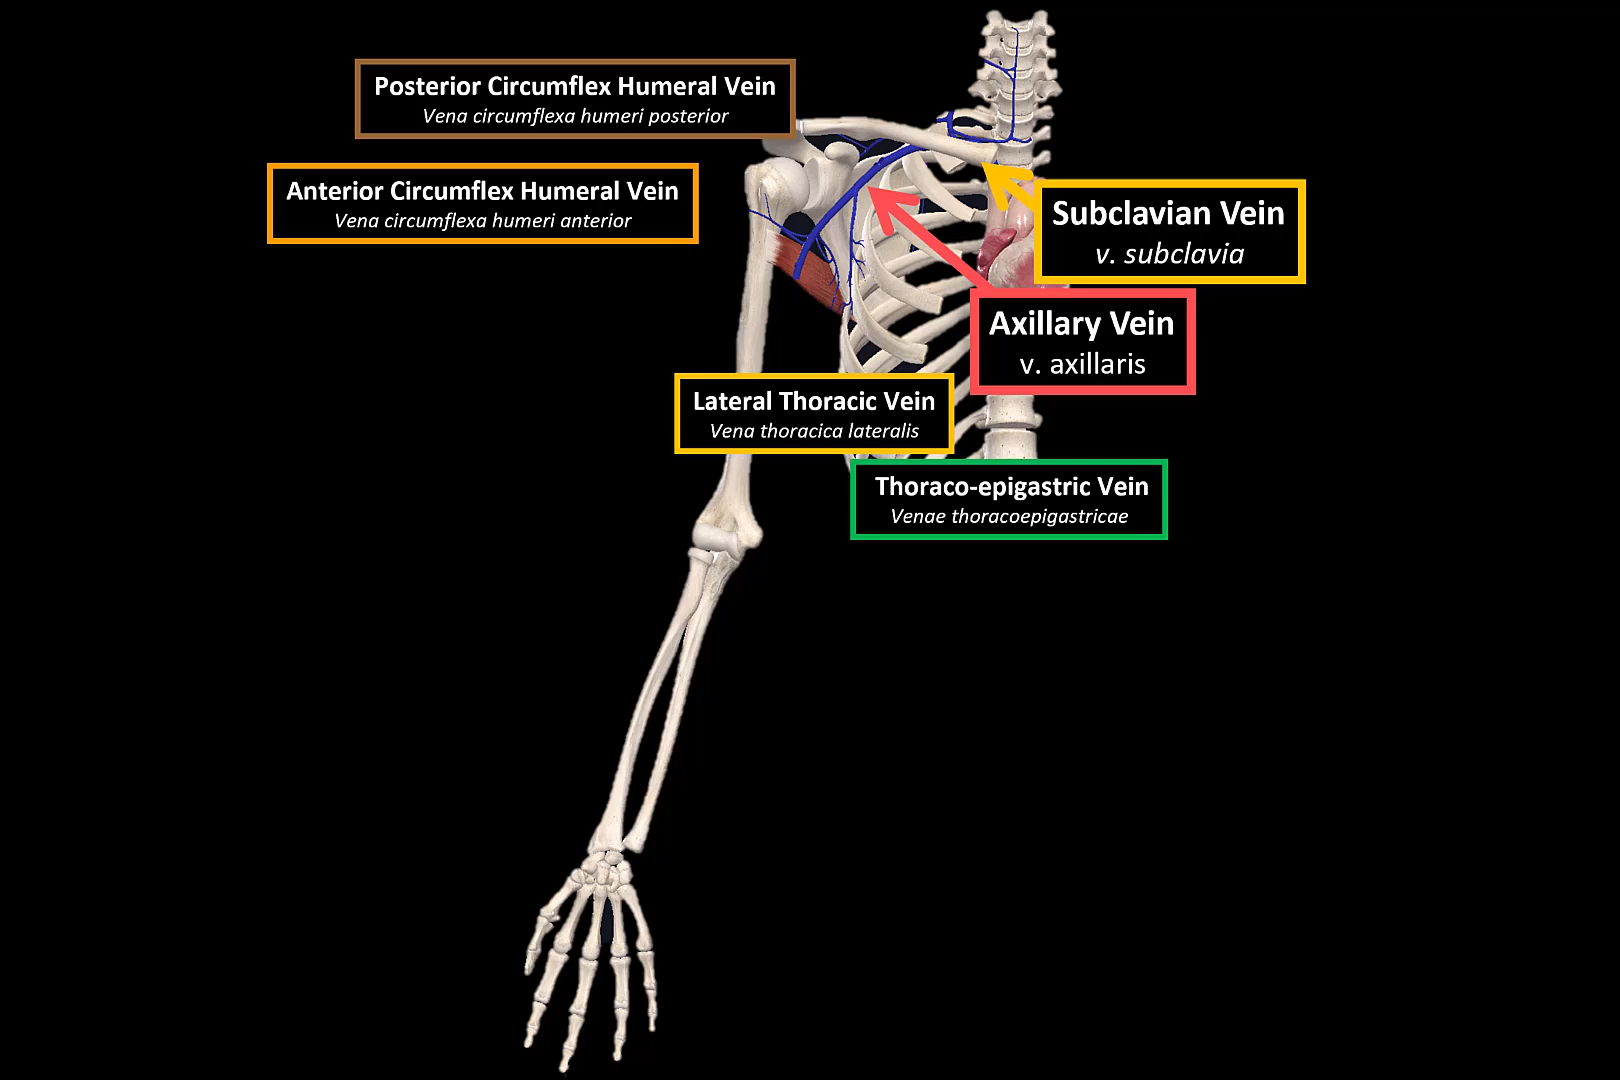 Posterior Circumflex Humeral Vein
Vena circumflexa humeri posterior
Anterior Circumflex Humeral Vein
Vena circumflexa humeri anterior
Subclavian Vein
v. subclavia
Axillary Vein
v. axillaris
Lateral Thoracic Vein
Vena thoracica lateralis
Thoraco-epigastric Vein
Venae thoracoepigastricae